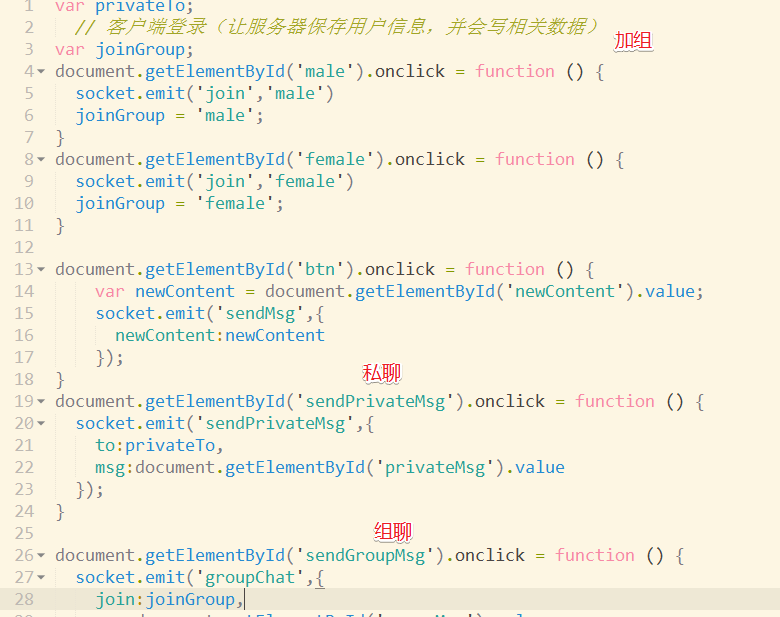 1 var privateTo;
2 // 客户端登录（让服务器保存用户信息，并会写相关数据）
3 var joinGroup;
加组
4 document.getElementById('male').onclick = function () {
5 socket.emit('join','male')
6 joinGroup = 'male';
7 }
8 document.getElementById('female').onclick = function () {
9 socket.emit('join','female')
10 joinGroup = 'female';
11 }
12
13 document.getElementById('btn').onclick = function () {
14 var newContent = document.getElementById('newContent').value;
15 socket.emit('sendMsg',{
16 newContent:newContent
17 });
18 }
私聊
19 document.getElementById('sendPrivateMsg').onclick = function () {
20 socket.emit('sendPrivateMsg',{
21 to:privateTo,
22 msg:document.getElementById('privateMsg').value
23 });
24 }
25
组聊
26 document.getElementById('sendGroupMsg').onclick = function () {
27 socket.emit('groupChat',{
28 join:joinGroup,